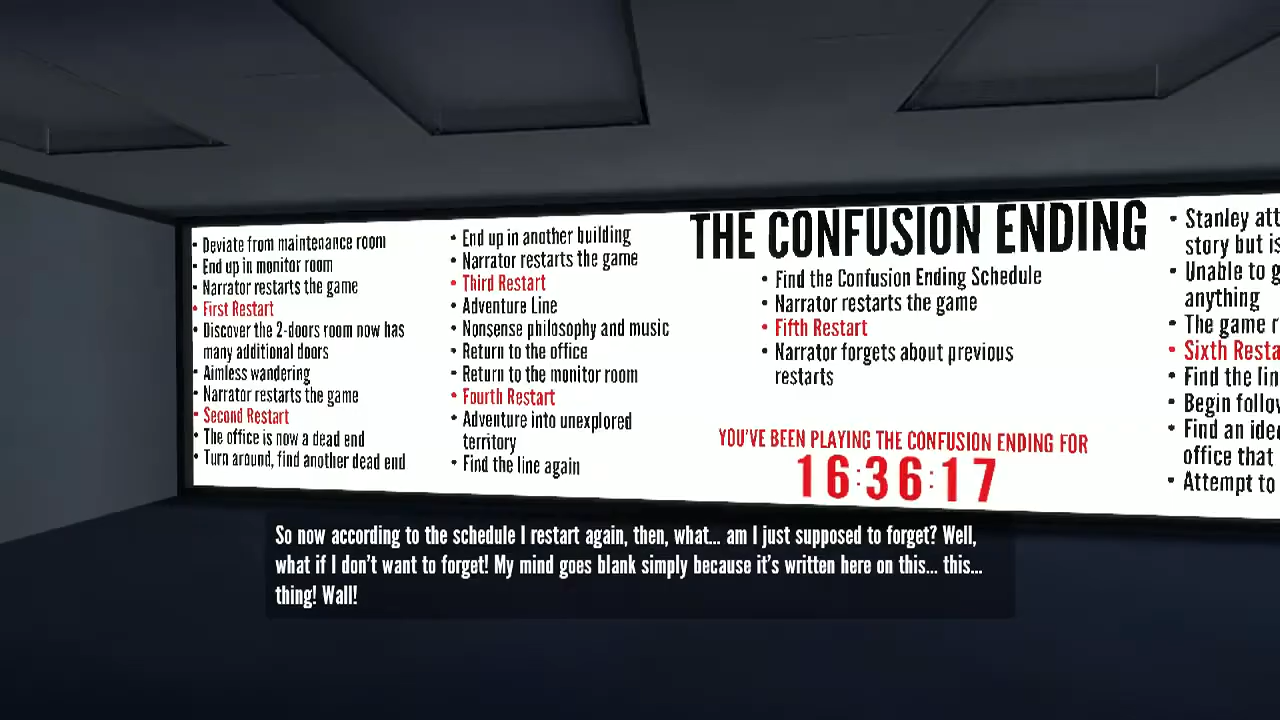 • Deviate from maintenance room
• End up in monitor room
• Narrator restarts the game
• First Restart
• Discover the 2-doors room now has
many additional doors
• Aimless wandering
• Narrator restarts the game
• Second Restart
• The office is now a dead end
• Turn around, find another dead end
• End up in another building
• Narrator restarts the game
• Third Restart
• Adventure Line
• Nonsense philosophy and music
• Return to the office
• Return to the monitor room
• Fourth Restart
• Adventure into unexplored
territory
• Find the line again
THE CONFUSION ENDING
• Find the Confusion Ending Schedule
• Narrator restarts the game
• Fifth Restart
• Narrator forgets about previous
restarts
YOU'VE BEEN PLAYING THE CONFUSION ENDING FOR
16:36:17
• Stanley att
story but is
• Unable to g
anything
• The game r
• Sixth Resta
• Find the lin
• Begin follov
• Find an ide
office that
• Attempt to
So now according to the schedule I restart again, then, what... am I just supposed to forget? Well,
what if I don't want to forget! My mind goes blank simply because it's written here on this... this...
thing! Wall!